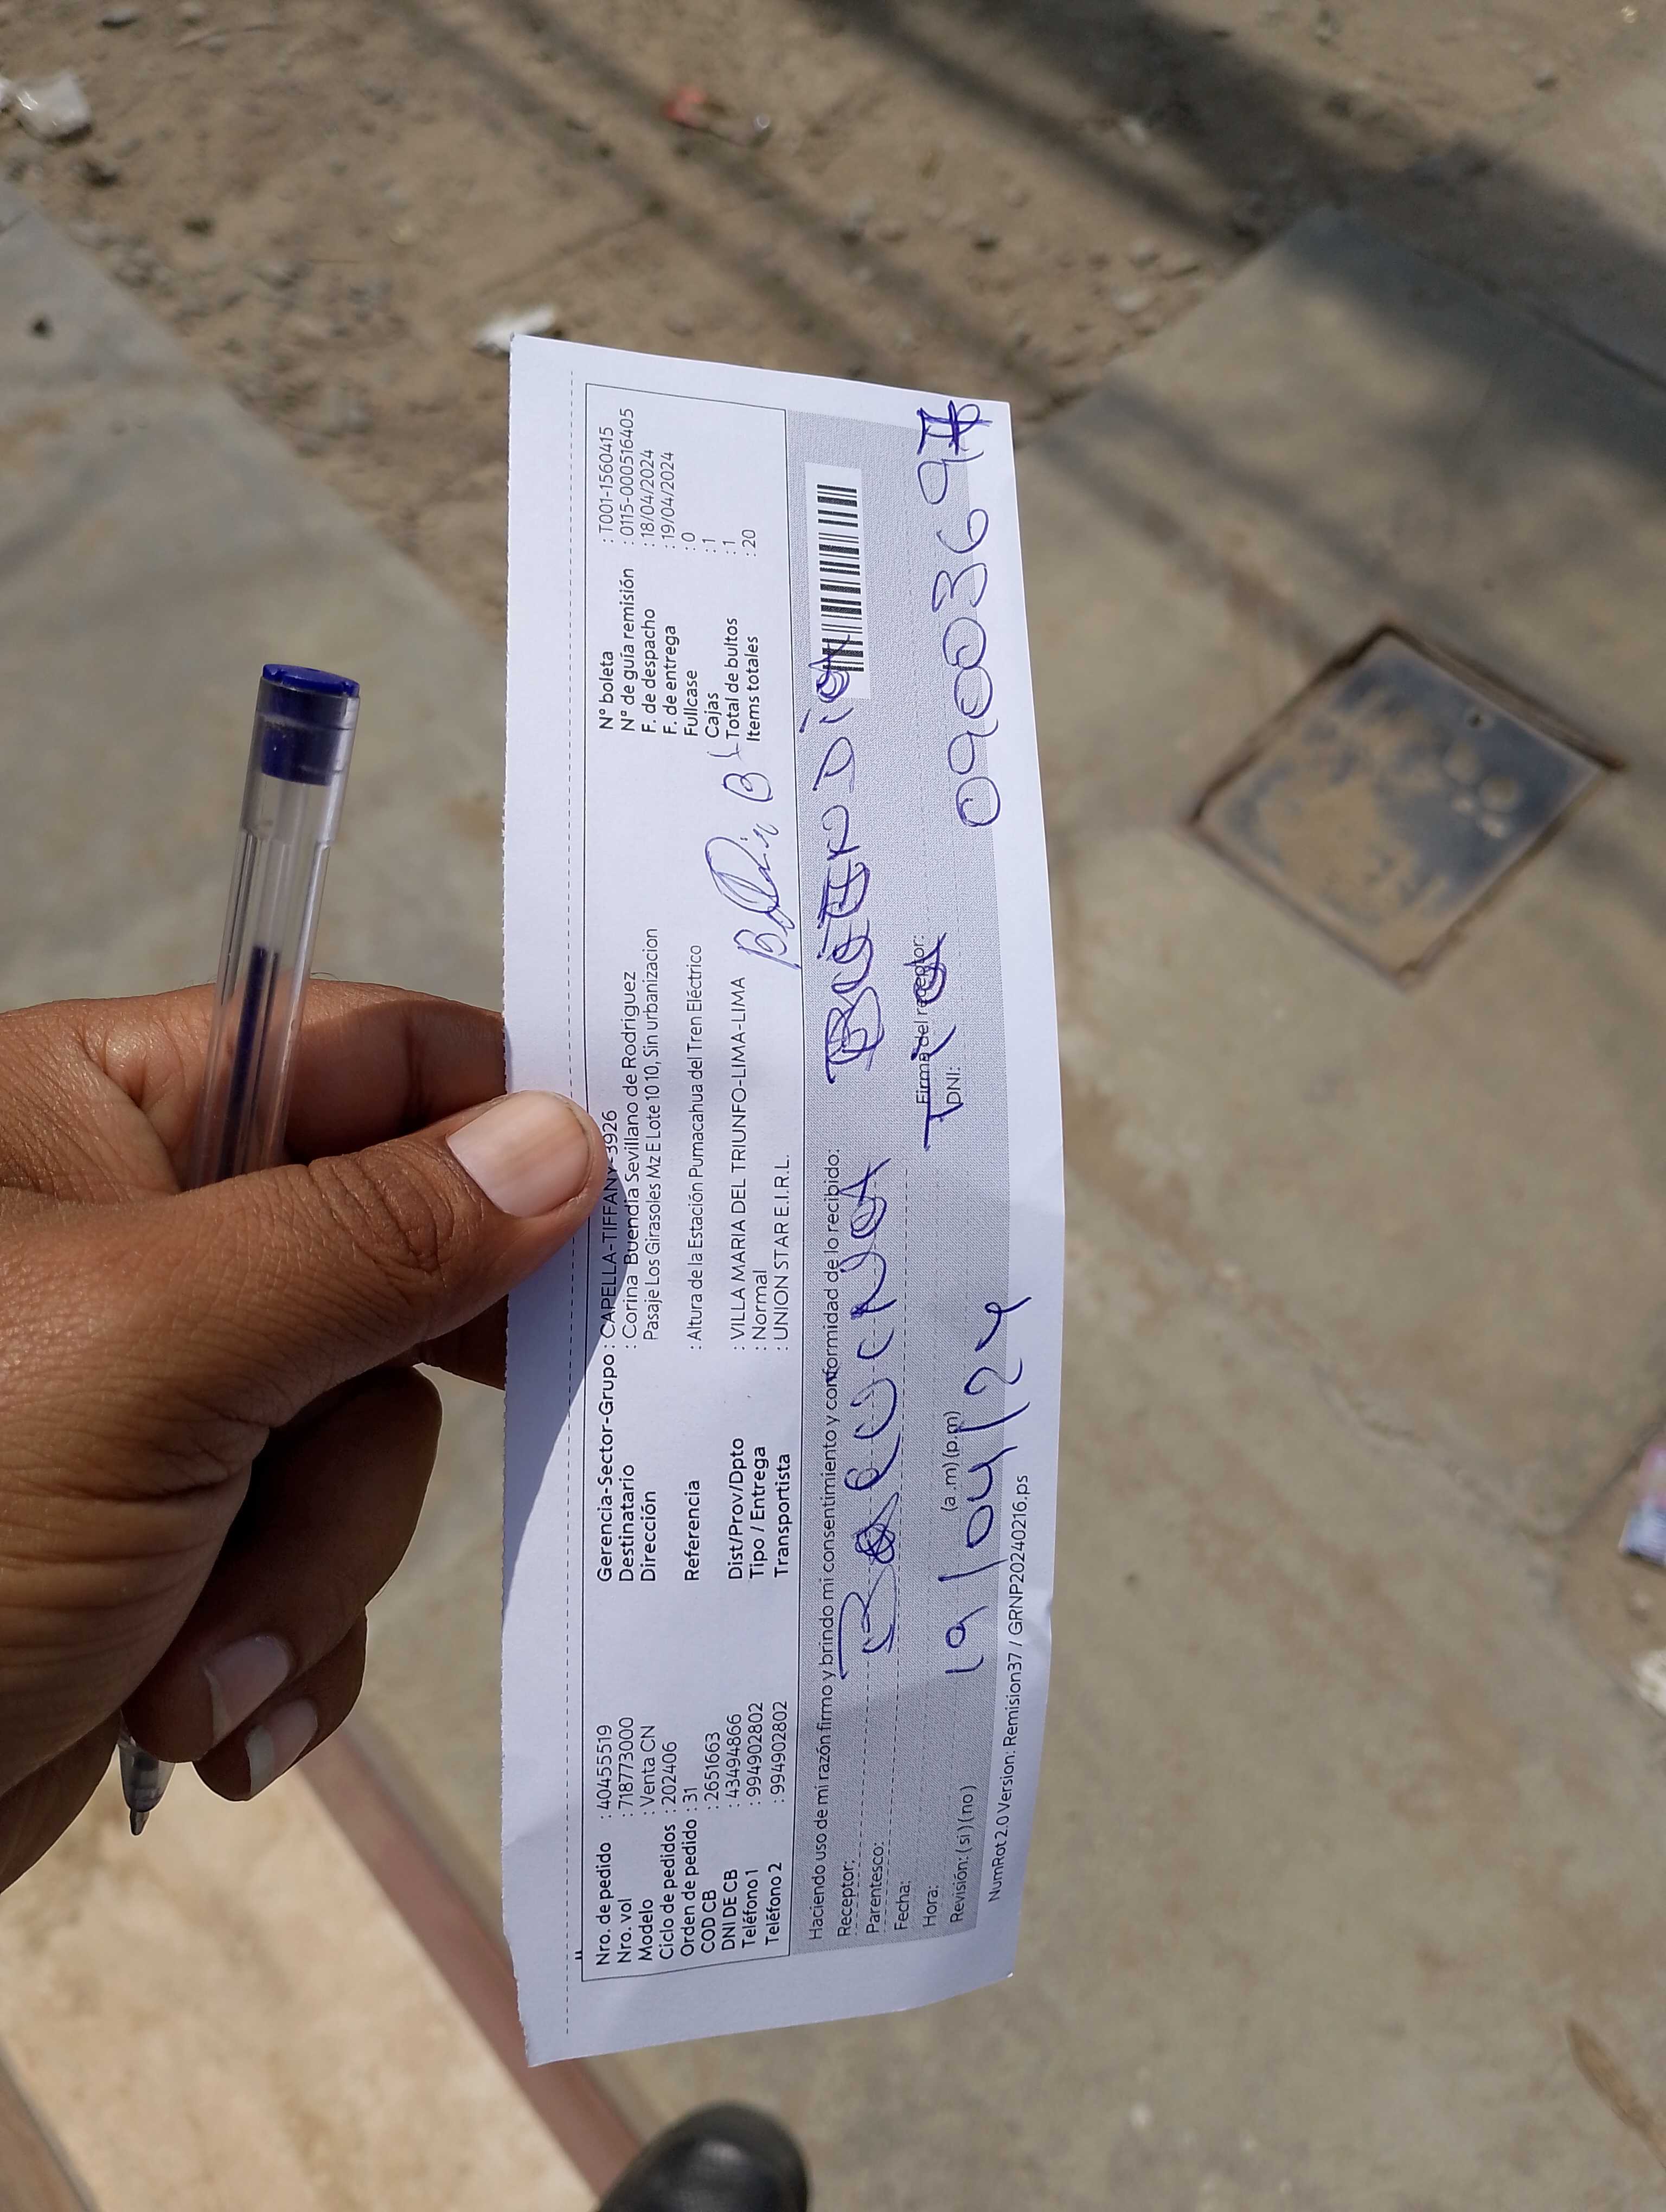 Nro. de pedido : 40455519
Nro. vol : 718773000
Modelo : Venta CN
Ciclo de pedidos : 202406
Orden de pedido : 31
COD CB : 2651663
DNI DE CB : 43494866
Teléfono 1 : 994902802
Teléfono 2 : 994902802
Gerencia-Sector-Grupo : CAPELLA-TIFFANY-3926
Destinatario : Corina Buendía Sevillano de Rodriguez
Dirección Pasaje Los Girasoles Mz E Lote 10 10, Sin urbanizacion
Referencia : Altura de la Estación Pumacahua del Tren Eléctrico
Dist/Prov/Dpto : VILLA MARIA DEL TRIUNFO-LIMA-LIMA
Tipo / Entrega : Normal
Transportista : UNION STAR E.I.R.L.
N° boleta : T001-1560415
N° de guía remisión : 0115-000516405
F. de despacho : 18/04/2024
F. de entrega : 19/04/2024
Fullcase : 0
Cajas : 1
Total de bultos : 1
Items totales : 20
Haciendo uso de mi razón firmo y brindo mi consentimiento y conformidad de lo recibido:
Receptor: BUENDIA
Parentesco:
Fecha:
Firma del receptor: Tia
Hora: (a.m) (p.m)
DNI:
19/04/24
Revisión: ( si ) ( no )
NumRot 2.0 Version: Remision37 / GRNP20240216.ps